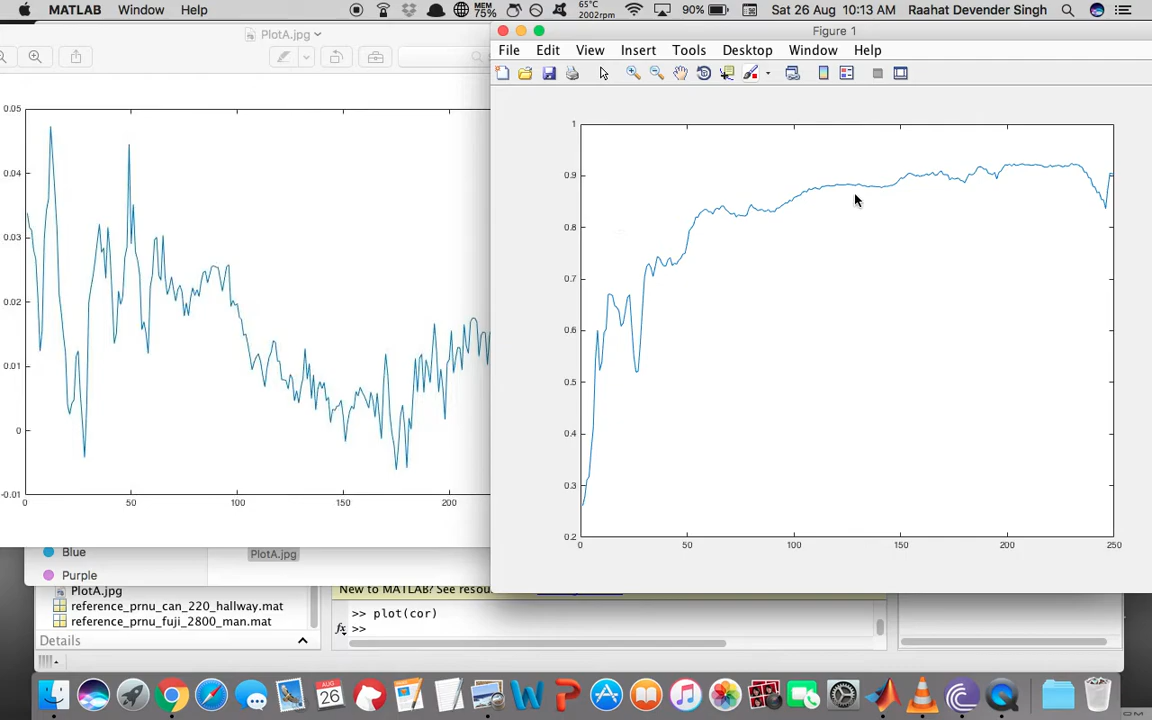 MATLAB Window Help MEM 75% 65°C 2002rpm 90% Sat 26 Aug 10:13 AM Raahat Devender Singh
PlotA.jpg
Figure 1
File Edit View Insert Tools Desktop Window Help
0.05
0.04
0.03
0.02
0.01
0
-0.01
0 50 100 150 200
1
0.9
0.8
0.7
0.6
0.5
0.4
0.3
0.2
0 50 100 150 200 250
Blue
PlotA.jpg
Purple
PlotA.jpg
reference_prnu_can_220_hallway.mat
reference_prnu_fuji_2800_man.mat
Details
New to MATLAB? See resou
>> plot(cor)
fx >>
AUG
26